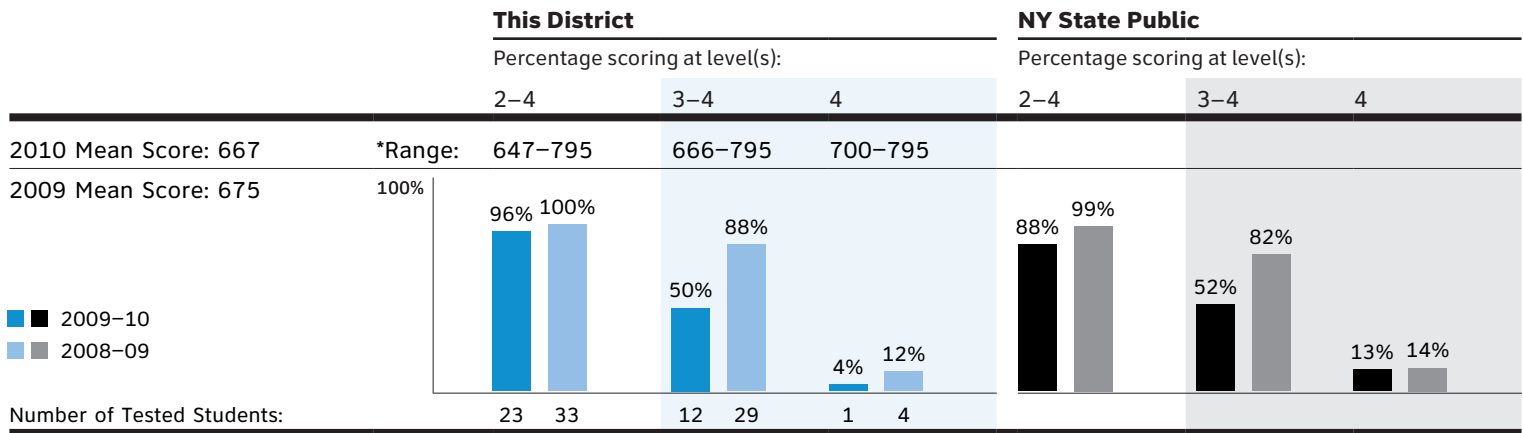 This District NY State Public
Percentage scoring at level(s): Percentage scoring at level(s):
2–4 3–4 4 2–4 3–4 4
2010 Mean Score: 667 *Range: 647–795 666–795 700–795
2009 Mean Score: 675 100%
96% 100% 88% 88% 99% 82%
50% 52%
4% 12% 13% 14%
2009–10
2008–09
Number of Tested Students: 23 33 12 29 1 4